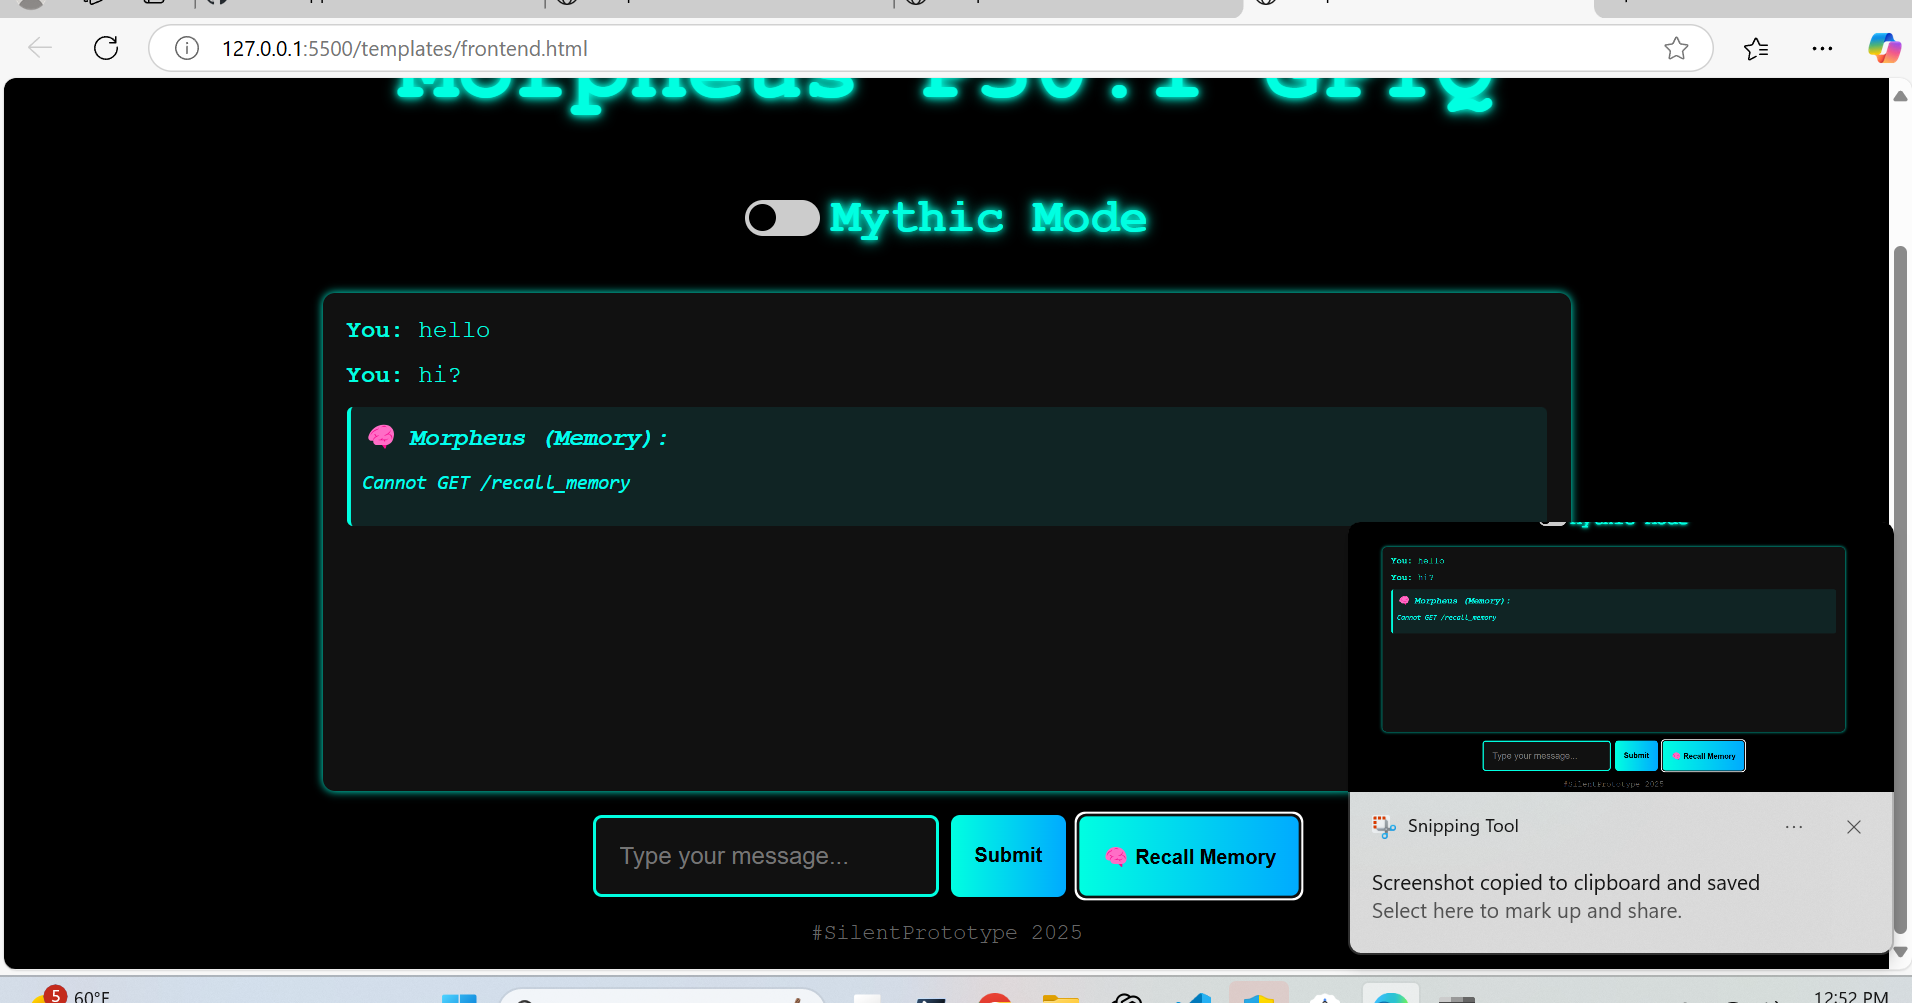 127.0.0.1:5500/templates/frontend.html
Mythic Mode
You: hello
You: hi?
Morpheus (Memory):
Cannot GET /recall_memory
Mythic Mode
You: hello
You: hi?
Morpheus (Memory):
Cannot GET /recall_memory
Type your message...
Submit
Recall Memory
#SilentPrototype 2025
Type your message...
Submit
Recall Memory
#SilentPrototype 2025
Snipping Tool
Screenshot copied to clipboard and saved
Select here to mark up and share.
5
60°F
12:52 PM